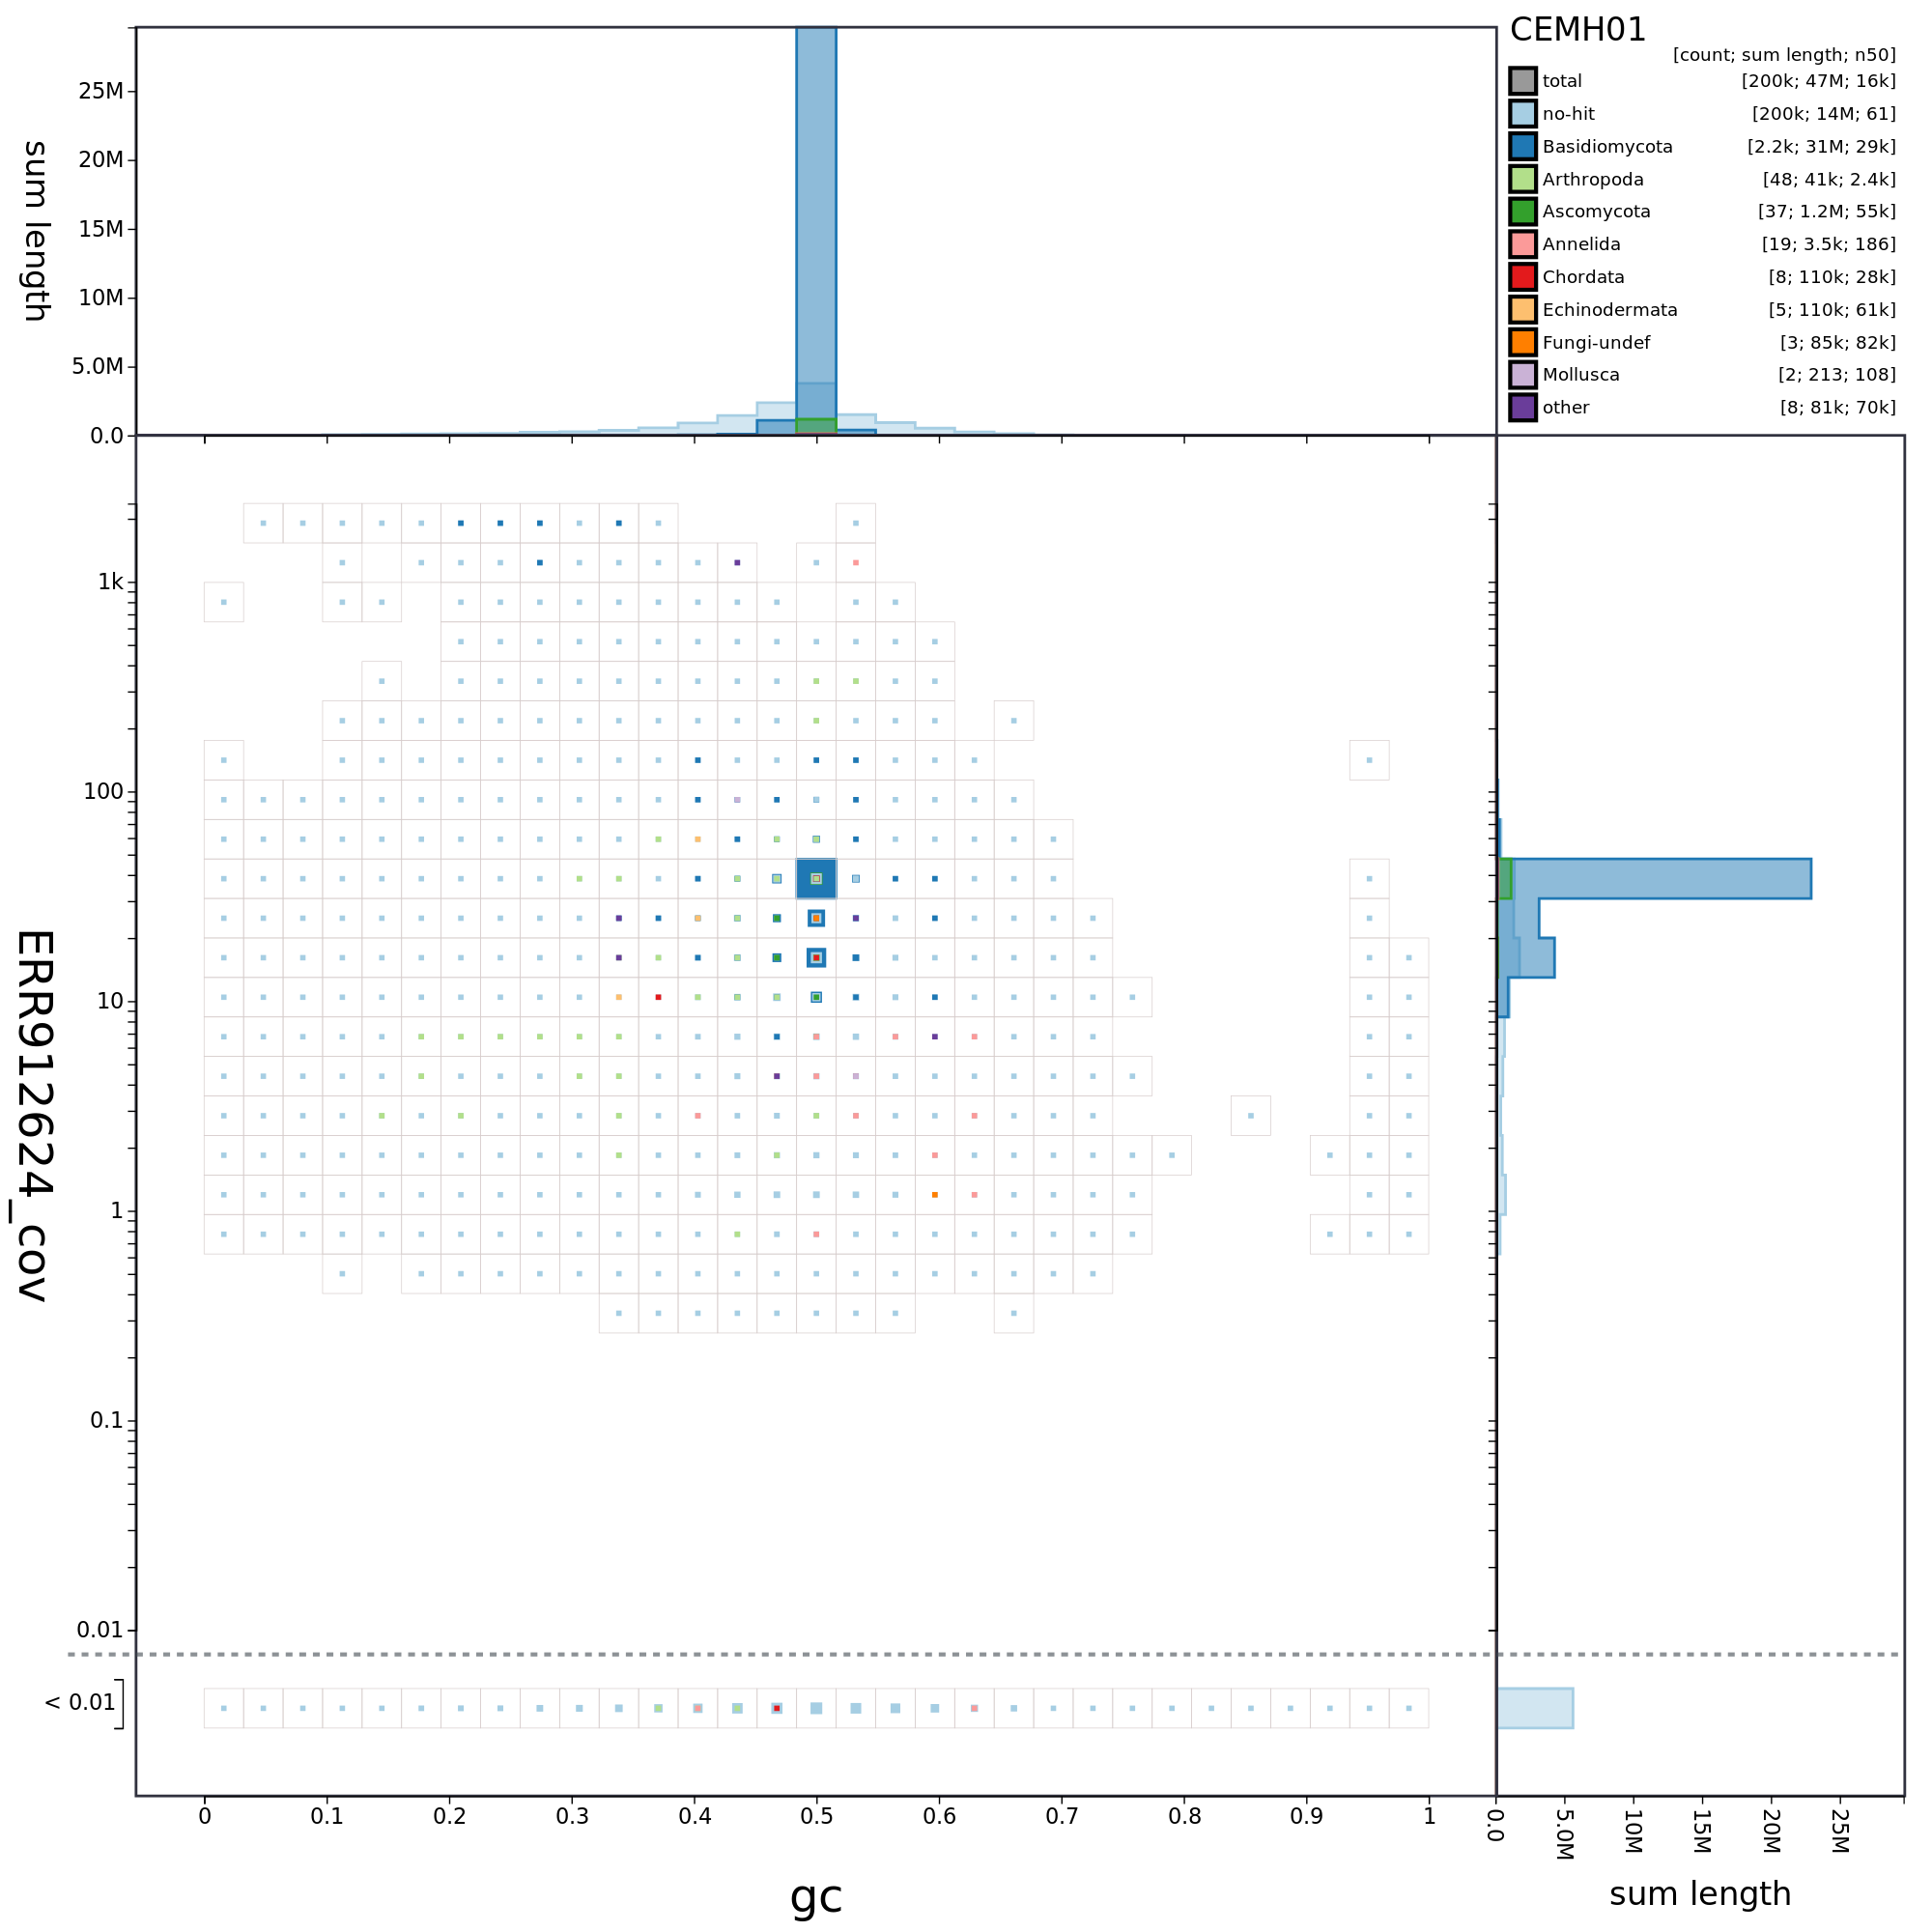 CEMH01
[count; sum length; n50]
total [200k; 47M; 16k]
no-hit [200k; 14M; 61]
Basidiomycota [2.2k; 31M; 29k]
Arthropoda [48; 41k; 2.4k]
Ascomycota [37; 1.2M; 55k]
Annelida [19; 3.5k; 186]
Chordata [8; 110k; 28k]
Echinodermata [5; 110k; 61k]
Fungi-undef [3; 85k; 82k]
Mollusca [2; 213; 108]
other [8; 81k; 70k]
sum length
25M
20M
15M
10M
5.0M
0.0
ERR912624_cov
1k
100
10
1
0.1
0.01
< 0.01
0 0.1 0.2 0.3 0.4 0.5 0.6 0.7 0.8 0.9 1
gc
0.0 5.0M 10M 15M 20M 25M
sum length